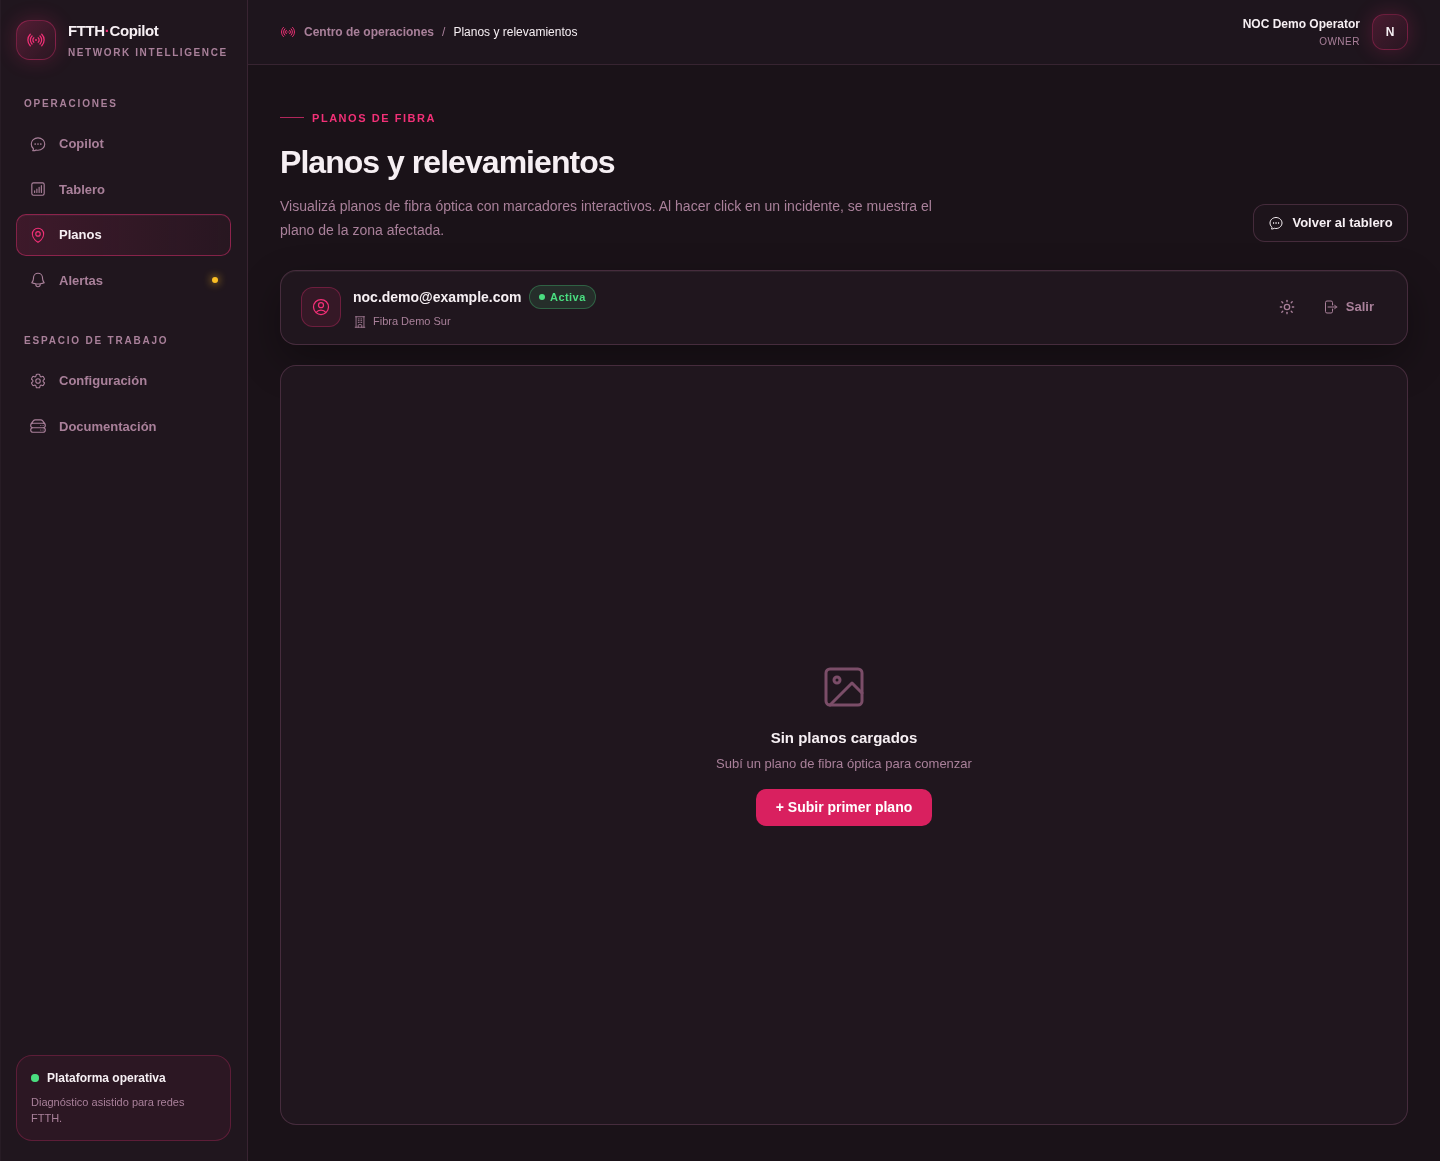 FTTH·Copilot
NETWORK INTELLIGENCE
OPERACIONES
Copilot
Tablero
Planos
Alertas
ESPACIO DE TRABAJO
Configuración
Documentación
Plataforma operativa
Diagnóstico asistido para redes
FTTH.
Centro de operaciones / Planos y relevamientos
NOC Demo Operator
OWNER
N
PLANOS DE FIBRA
Planos y relevamientos
Visualizá planos de fibra óptica con marcadores interactivos. Al hacer click en un incidente, se muestra el
plano de la zona afectada.
Volver al tablero
noc.demo@example.com
Activa
Fibra Demo Sur
Salir
Sin planos cargados
Subí un plano de fibra óptica para comenzar
+ Subir primer plano